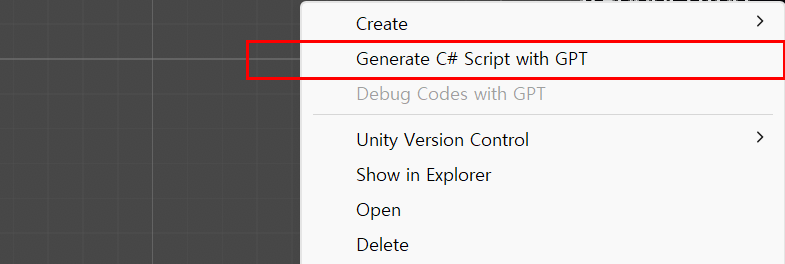 Create
Generate C# Script with GPT
Debug Codes with GPT
Unity Version Control
Show in Explorer
Open
Delete